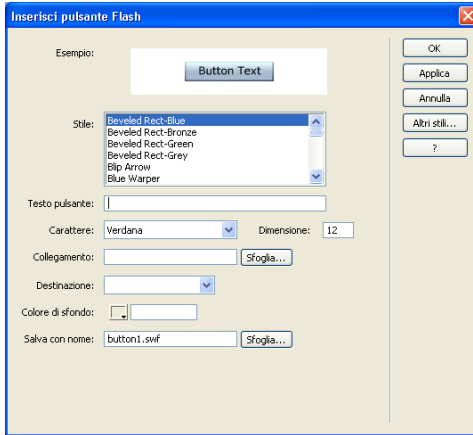 Inserisci pulsante Flash
Esempio:
Button Text
OK
Applica
Annulla
Altri stili...
?
Stile:
Beveled Rect-Blue
Beveled Rect-Bronze
Beveled Rect-Green
Beveled Rect-Grey
Blip Arrow
Blue Warper
Testo pulsante:
Carattere: Verdana Dimensione: 12
Collegamento: Sfoglia...
Destinazione:
Colore di sfondo:
Salva con nome: button1.swf Sfoglia...